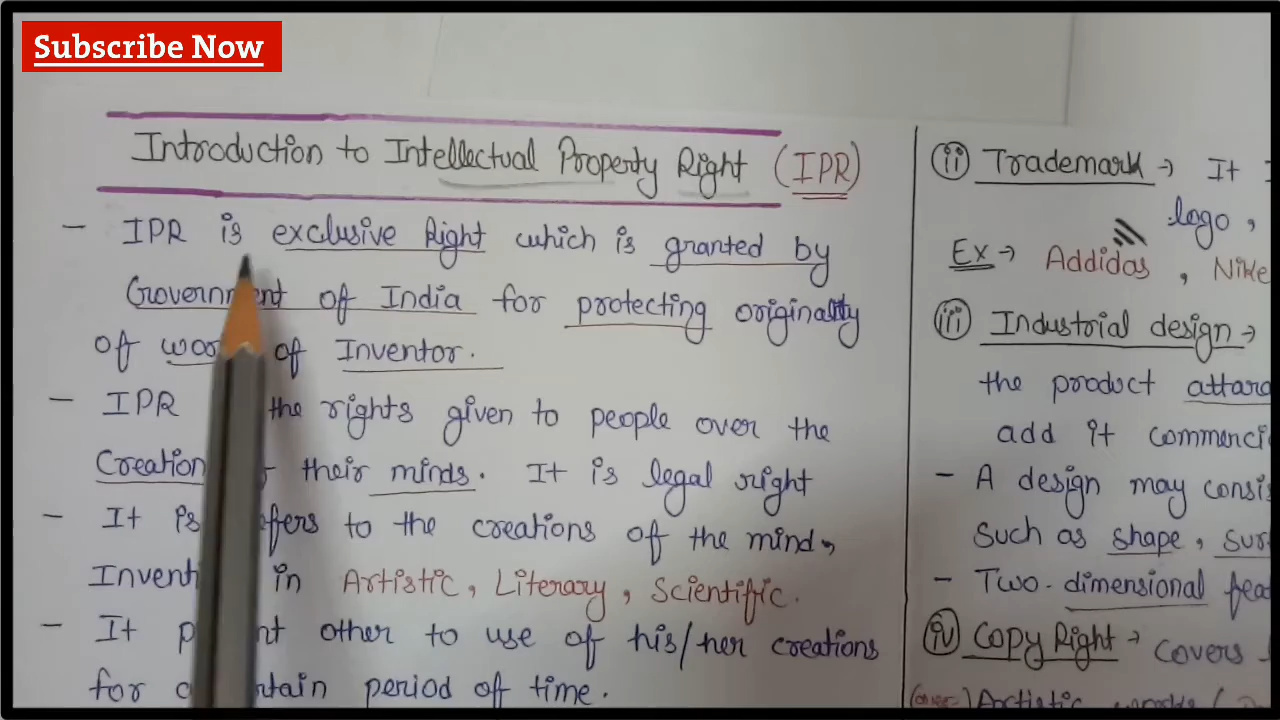 Subscribe Now
Introduction to Intellectual Property Right (IPR)
- IPR is exclusive Right which is granted by
Government of India for protecting originality
of of Inventor.
- IPR the rights given to people over the
Creation their minds. It is legal right
- It is to the creations of the mind,
in Artistic, Literary, Scientific.
- It other to use of his/her creations
for period of time.
(ii) Trademark → It
logo,
Ex → Addidas, Nike
(iii) Industrial design →
the product
add it
- A design may
such as shape,
- Two-dimensional
(iv) Copy Right → covers